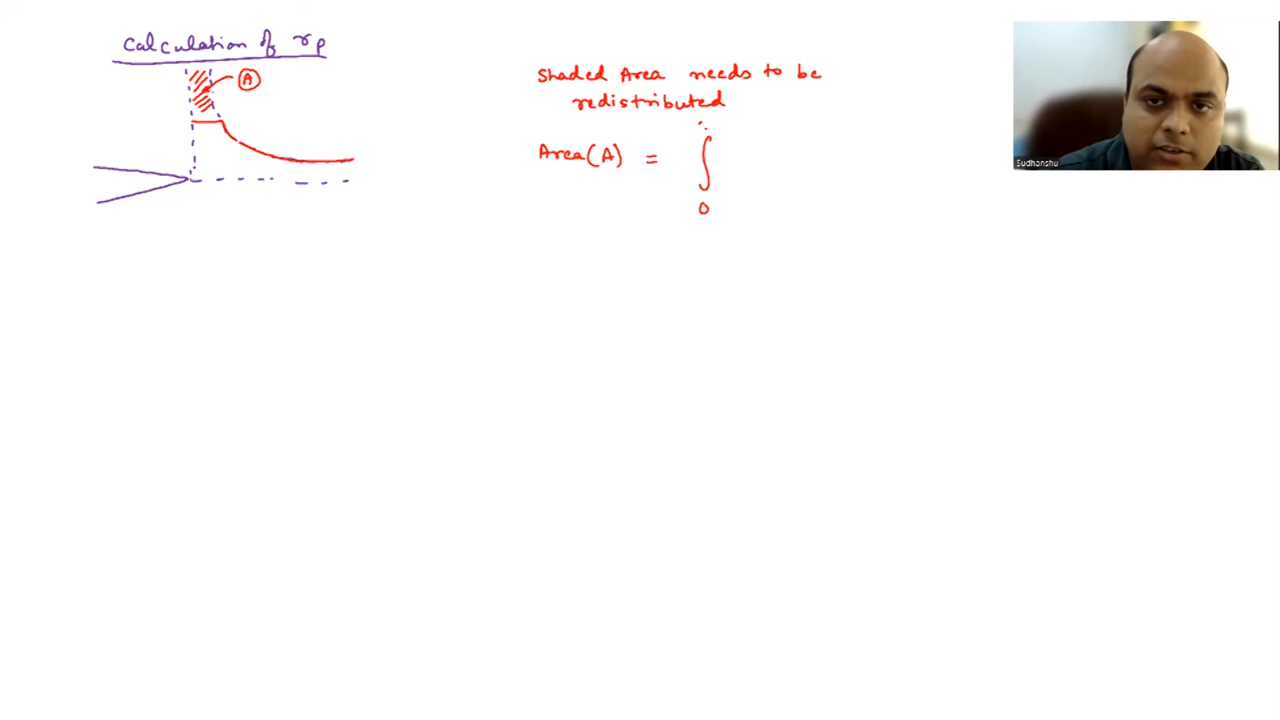 Calculation of rp
A
Shaded Area needs to be
redistributed
Area(A) = ∫
0
Sudhanshu